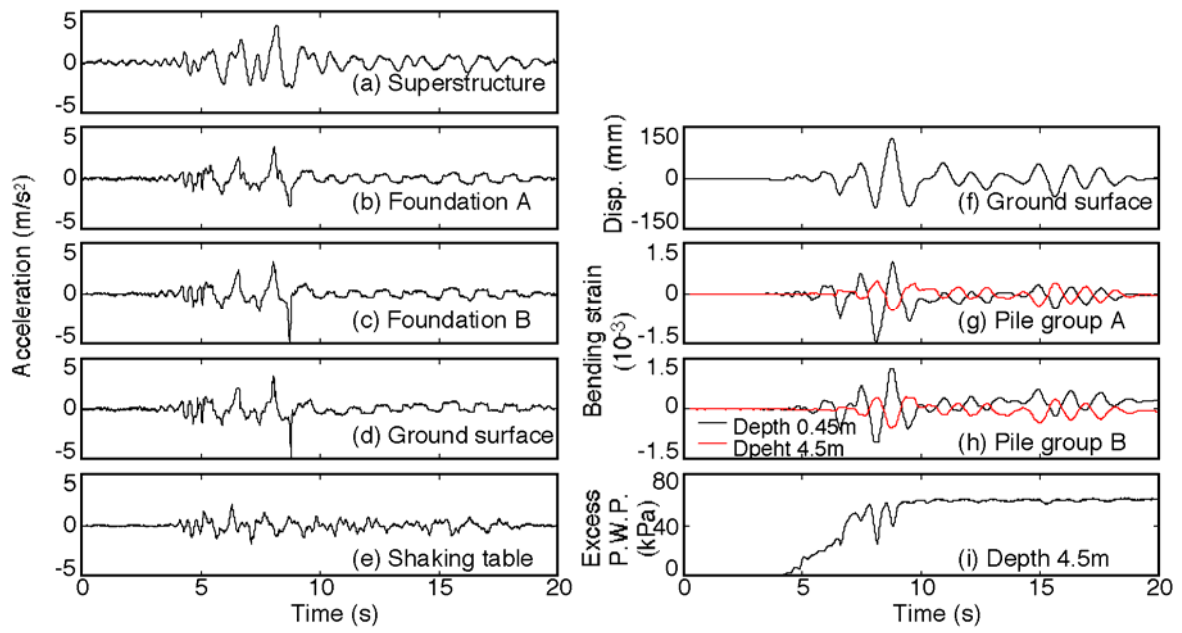 Acceleration (m/s²)
5
0
-5
(a) Superstructure
5
0
-5
(b) Foundation A
5
0
-5
(c) Foundation B
5
0
-5
(d) Ground surface
5
0
-5
(e) Shaking table
0 5 10 15 20
Time (s)
Disp. (mm)
150
0
-150
(f) Ground surface
Bending strain
(10⁻³)
1.5
0
-1.5
(g) Pile group A
1.5
0
-1.5
Depth 0.45m
Dpeht 4.5m
(h) Pile group B
Excess
P.W.P.
(kPa)
80
40
0
(i) Depth 4.5m
0 5 10 15 20
Time (s)